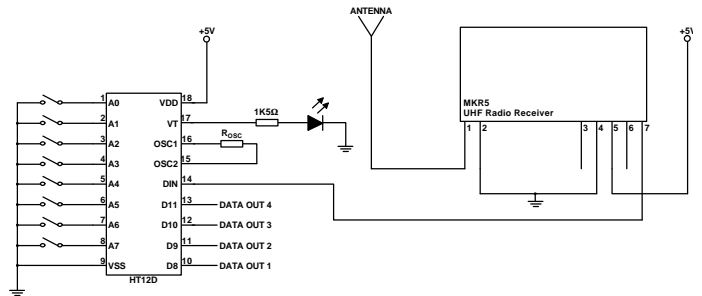 ANTENNA
+5V
+5V
1 A0 VDD 18
2 A1 VT 17
1K5Ω
3 A2 OSC1 16
ROSC
4 A3 OSC2 15
5 A4 DIN 14
6 A5 D11 13 DATA OUT 4
7 A6 D10 12 DATA OUT 3
8 A7 D9 11 DATA OUT 2
9 VSS D8 10 DATA OUT 1
HT12D
MKR5
UHF Radio Receiver
1 2 3 4 5 6 7